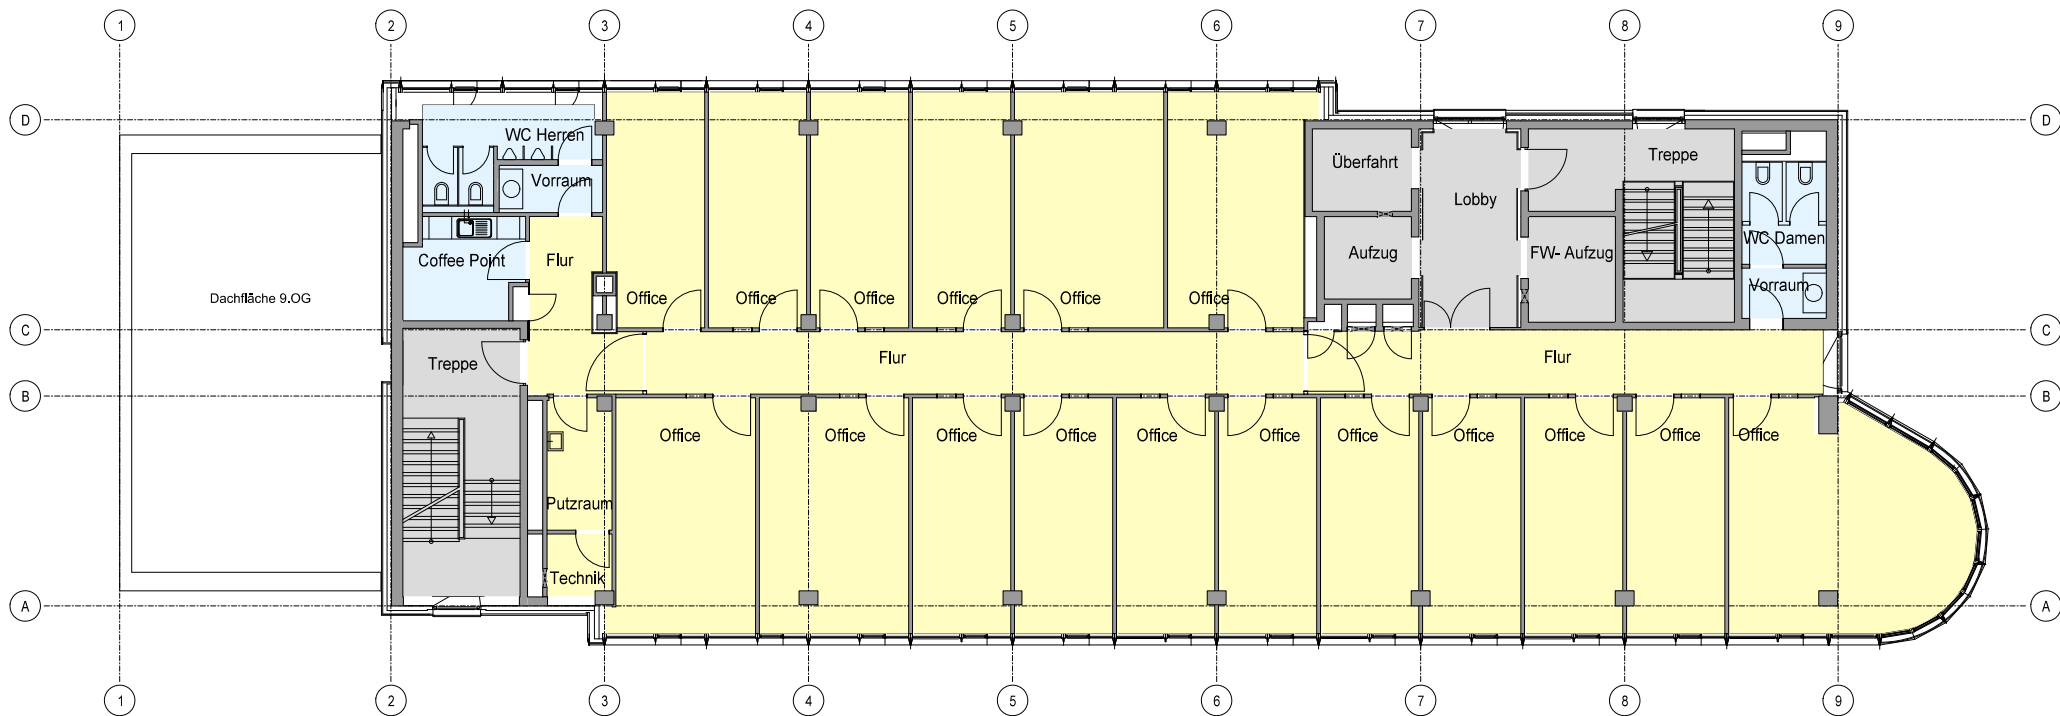 1 2 3 4 5 6 7 8 9
D D
WC Herren
Vorraum
Überfahrt
Treppe
Lobby
WC Damen
Coffee Point
Flur
Aufzug
FW- Aufzug
Vorraum
Dachfläche 9.OG
Office Office Office Office Office Office
C C
Treppe
Flur
Flur
B B
Office Office Office Office Office Office Office Office Office Office Office
Putzraum
Technik
A A
1 2 3 4 5 6 7 8 9